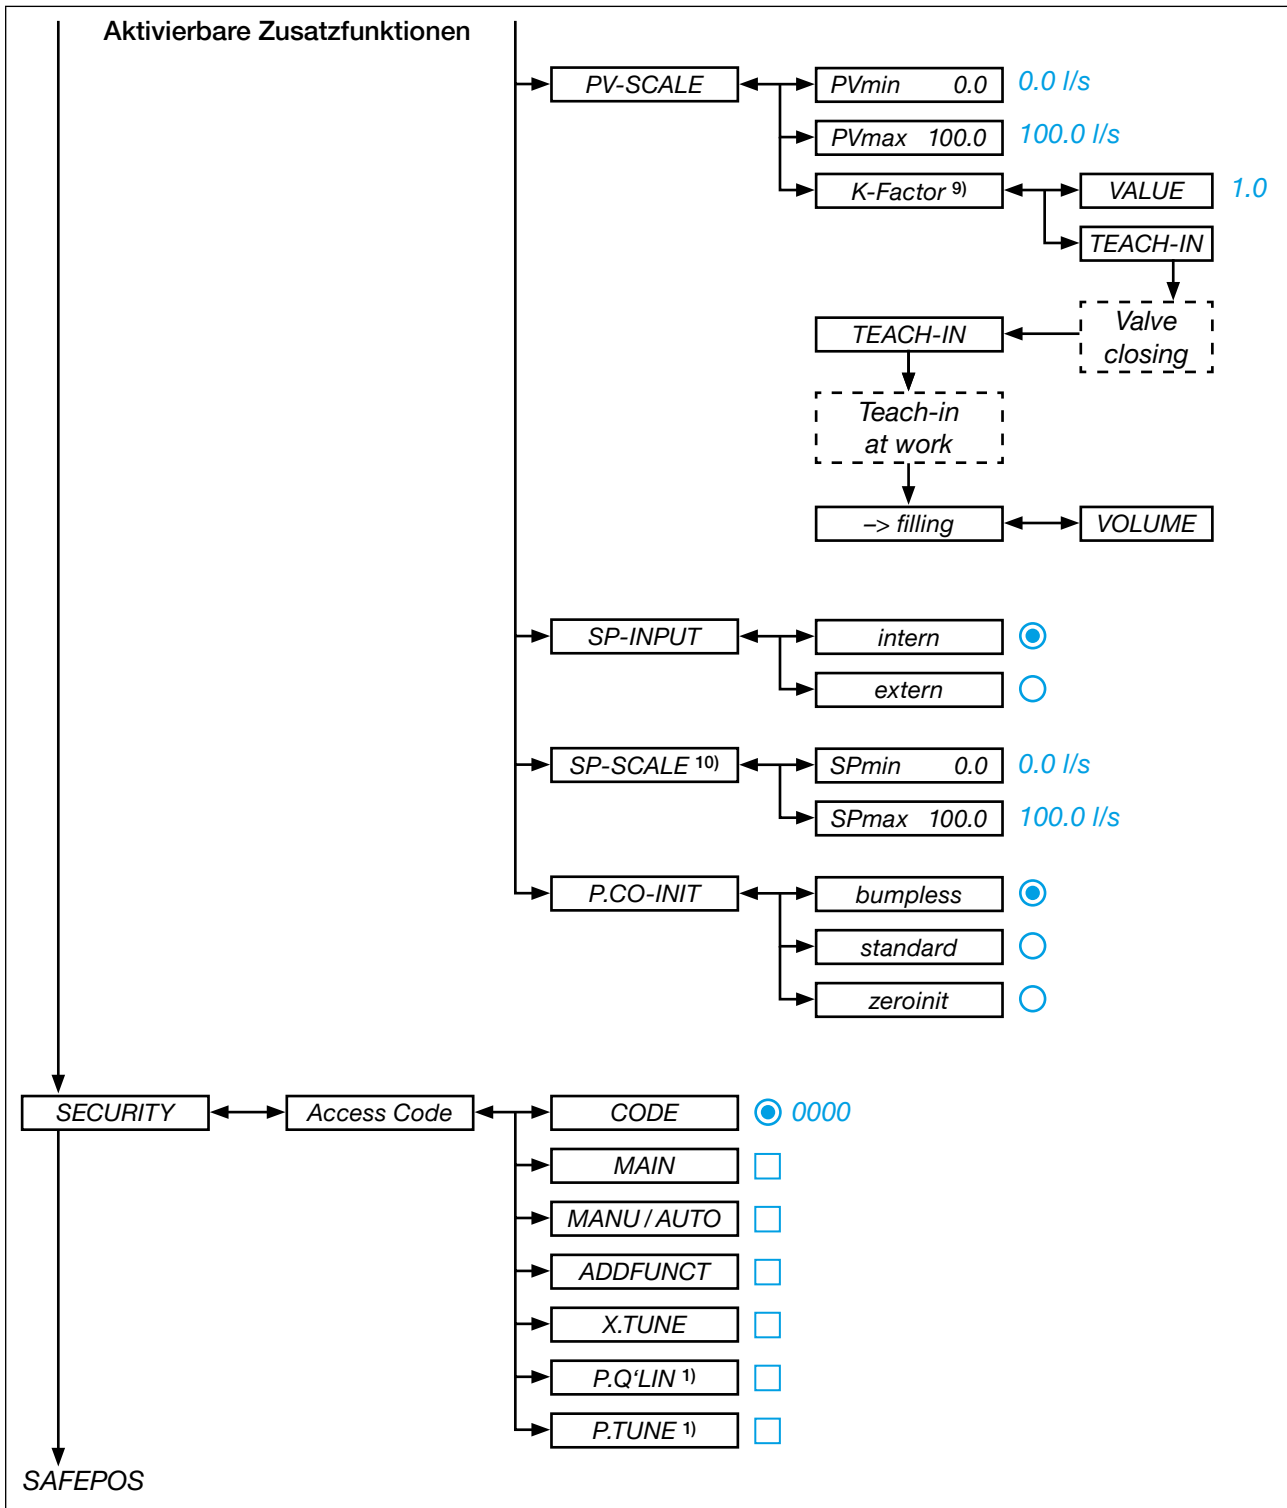 Aktivierbare Zusatzfunktionen
PV-SCALE
PVmin 0.0 0.0 l/s
PVmax 100.0 100.0 l/s
K-Factor 9) VALUE 1.0
TEACH-IN
Valve
closing
TEACH-IN
Teach-in
at work
–> filling VOLUME
SP-INPUT intern
extern
SP-SCALE 10) SPmin 0.0 0.0 l/s
SPmax 100.0 100.0 l/s
P.CO-INIT bumpless
standard
zeroinit
SECURITY Access Code CODE 0000
MAIN
MANU / AUTO
ADDFUNCT
X.TUNE
P.Q‘LIN 1)
P.TUNE 1)
SAFEPOS